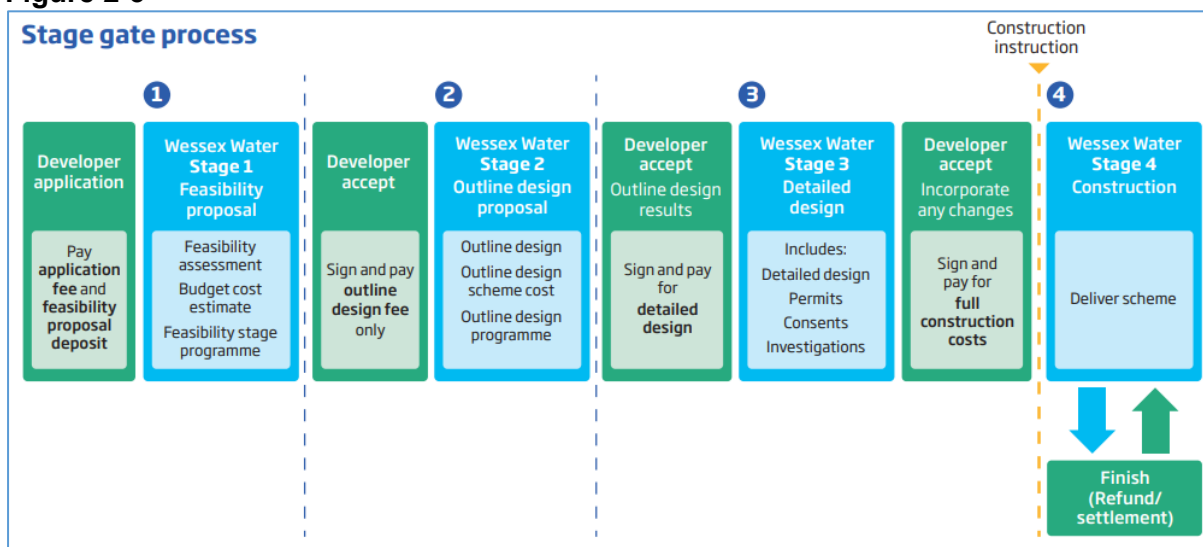 Stage gate process
Construction
instruction
1
2
3
4
Developer
application
Pay
application
fee and
feasibility
proposal
deposit
Wessex Water
Stage 1
Feasibility
proposal
Feasibility
assessment
Budget cost
estimate
Feasibility stage
programme
Developer
accept
Sign and pay
outline
design fee
only
Wessex Water
Stage 2
Outline design
proposal
Outline design
Outline design
scheme cost
Outline design
programme
Developer
accept
Outline design
results
Sign and pay
for
detailed
design
Wessex Water
Stage 3
Detailed
design
Includes:
Detailed design
Permits
Consents
Investigations
Developer
accept
Incorporate
any changes
Sign and
pay for
full
construction
costs
Wessex Water
Stage 4
Construction
Deliver scheme
Finish
(Refund/
settlement)